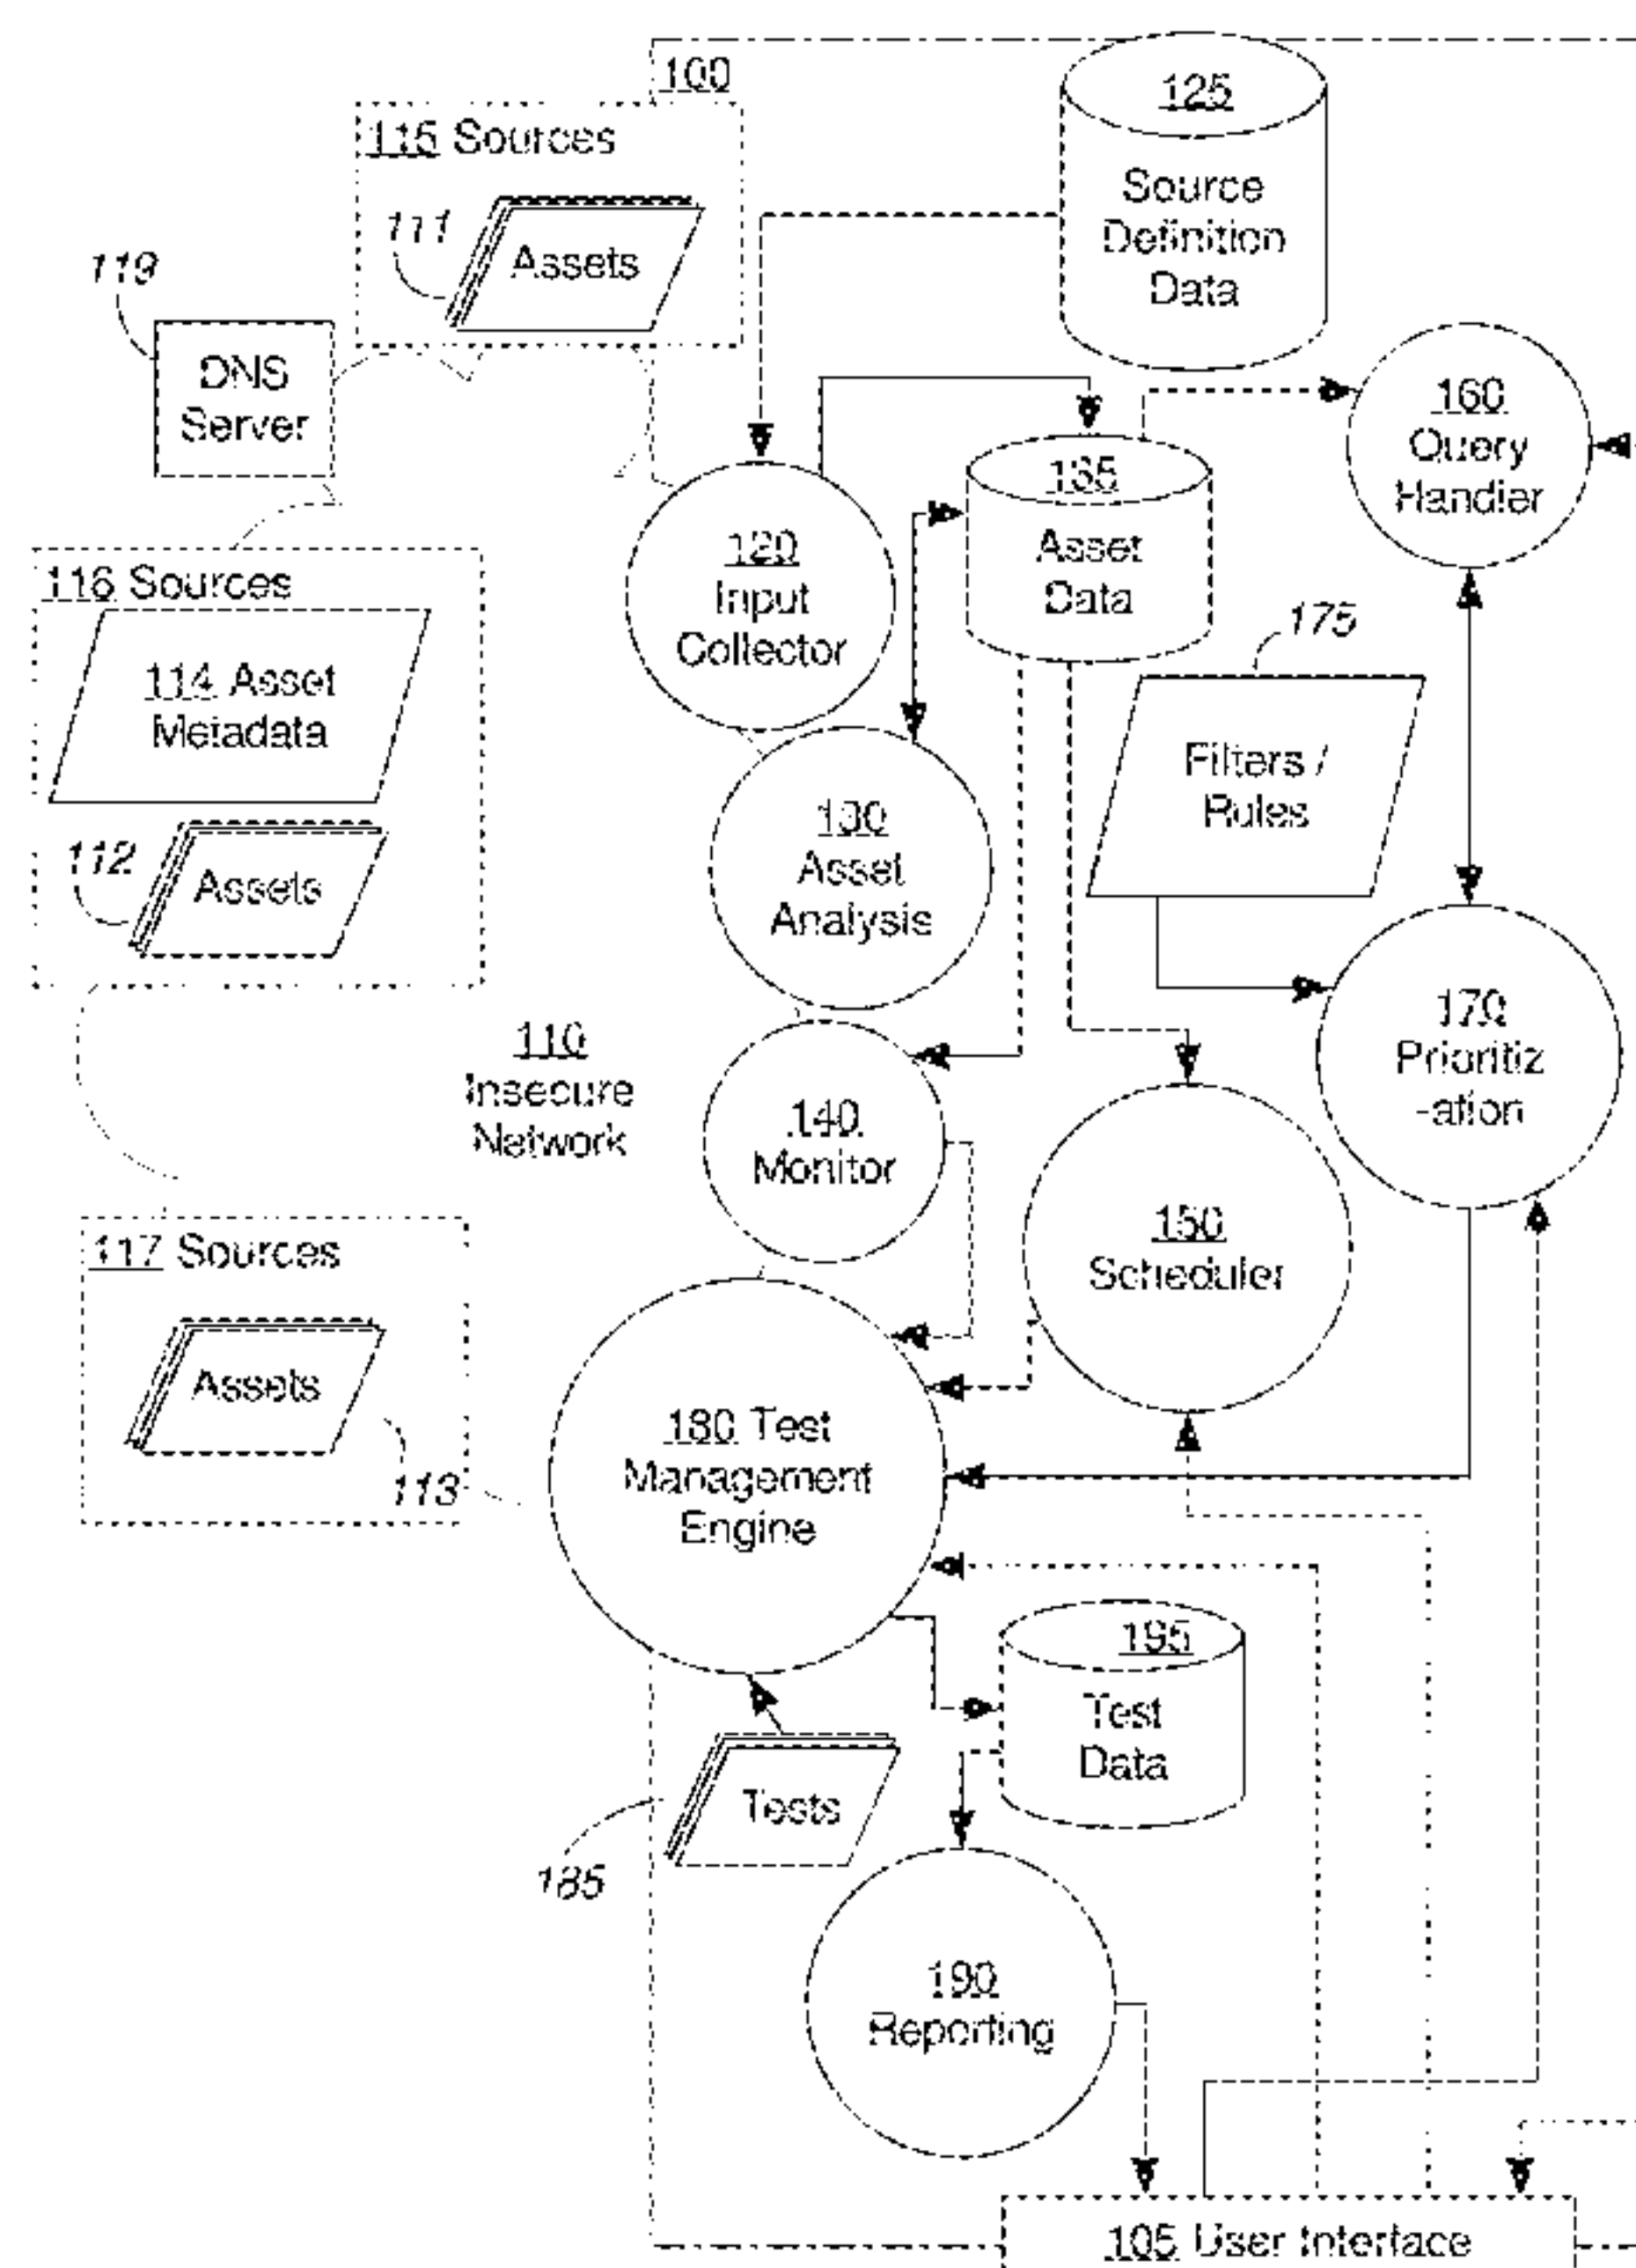 100
125
Source
Definition
Data
115 Sources
111
Assets
119
DNS
Server
160
Query
Handler
135
Asset
Data
120
Input
Collector
116 Sources
114 Asset
Metadata
175
Filters /
Rules
112
Assets
130
Asset
Analysis
170
Prioritiz
-ation
110
Insecure
Network
140
Monitor
150
Scheduler
117 Sources
Assets
113
180 Test
Management
Engine
195
Test
Data
Tests
185
190
Reporting
105 User Interface